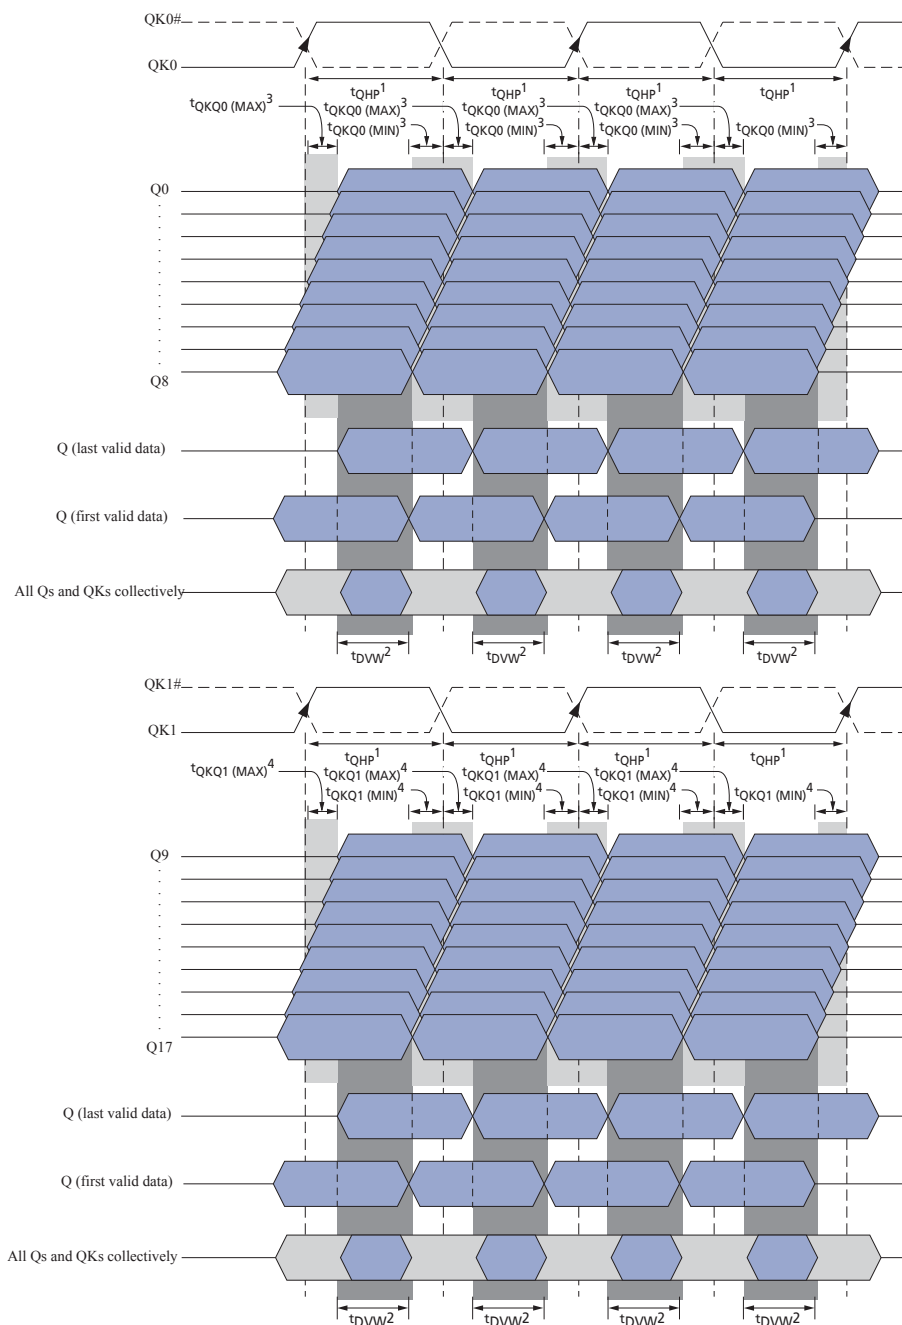 QK0#
QK0
tQHP1 tQHP1 tQHP1 tQHP1
tQKQ0 (MAX)3 tQKQ0 (MAX)3 tQKQ0 (MAX)3 tQKQ0 (MAX)3
tQKQ0 (MIN)3 tQKQ0 (MIN)3 tQKQ0 (MIN)3 tQKQ0 (MIN)3
Q0
Q8
Q (last valid data)
Q (first valid data)
All Qs and QKs collectively
tDVW2 tDVW2 tDVW2 tDVW2
QK1#
QK1
tQHP1 tQHP1 tQHP1 tQHP1
tQKQ1 (MAX)4 tQKQ1 (MAX)4 tQKQ1 (MAX)4 tQKQ1 (MAX)4
tQKQ1 (MIN)4 tQKQ1 (MIN)4 tQKQ1 (MIN)4 tQKQ1 (MIN)4
Q9
Q17
Q (last valid data)
Q (first valid data)
All Qs and QKs collectively
tDVW2 tDVW2 tDVW2 tDVW2